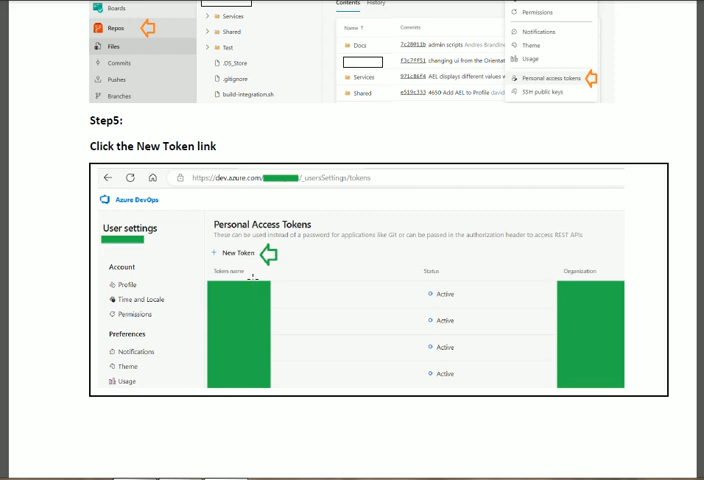 Boards
Repos
Files
Commits
Pushes
Branches
Services
Shared
Test
.DS_Store
.gitignore
build-integration.sh
Contents History
Name ↑ Commits
Docs 7c28011b admin scripts Andres Brandin
f3c7ff51 changing ui from the Orientat
Services 971c86f4 AEL displays different values w
Shared e519c333 4650 Add AEL to Profile david
Permissions
Notifications
Theme
Usage
Personal access tokens
SSH public keys
Step5:
Click the New Token link
https://dev.azure.com/ /_usersSettings/tokens
Azure DevOps
User settings
Account
Profile
Time and Locale
Permissions
Preferences
Notifications
Theme
Usage
Personal Access Tokens
These can be used instead of a password for applications like Git or can be passed in the authorization header to access REST APIs
+ New Token
Token name Status Organization
Active
Active
Active
Active